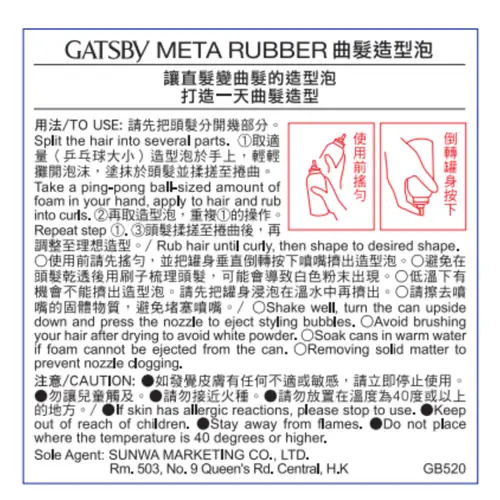 GATSBY META RUBBER 曲髮造型泡
讓直髮變曲髮的造型泡
打造一天曲髮造型
用法/TO USE: 請先把頭髮分開幾部分。
Split the hair into several parts. ①取適
量（乒乓球大小）造型泡於手上，輕輕
攤開泡沫，塗抹於頭髮並揉搓至捲曲。
Take a ping-pong ball-sized amount of
foam in your hand, apply to hair and rub
into curls. ②再取造型泡，重複①的操作。
Repeat step ①. ③頭髮揉搓至捲曲後，再
調整至理想造型。/ Rub hair until curly, then shape to desired shape.
使用前搖勻
倒轉罐身按下
〇使用前請先搖勻，並把罐身垂直倒轉按下噴嘴擠出造型泡。〇避免在
頭髮乾透後用刷子梳理頭髮，可能會導致白色粉末出現。〇低溫下有
機會不能擠出造型泡。請先把罐身浸泡在溫水中再擠出。〇請擦去噴
嘴的固體物質，避免堵塞噴嘴。/ 〇Shake well, turn the can upside
down and press the nozzle to eject styling bubbles. 〇Avoid brushing
your hair after drying to avoid white powder. 〇Soak cans in warm water
if foam cannot be ejected from the can. 〇Removing solid matter to
prevent nozzle clogging.
注意/CAUTION: ●如發覺皮膚有任何不適或敏感，請立即停止使用。
●勿讓兒童觸及。●請勿接近火種。●請勿放置在溫度為40度或以上
的地方。/ ●If skin has allergic reactions, please stop to use. ●Keep
out of reach of children. ●Stay away from flames. ●Do not place
where the temperature is 40 degrees or higher.
Sole Agent: SUNWA MARKETING CO., LTD.
Rm. 503, No. 9 Queen's Rd. Central, H.K GB520